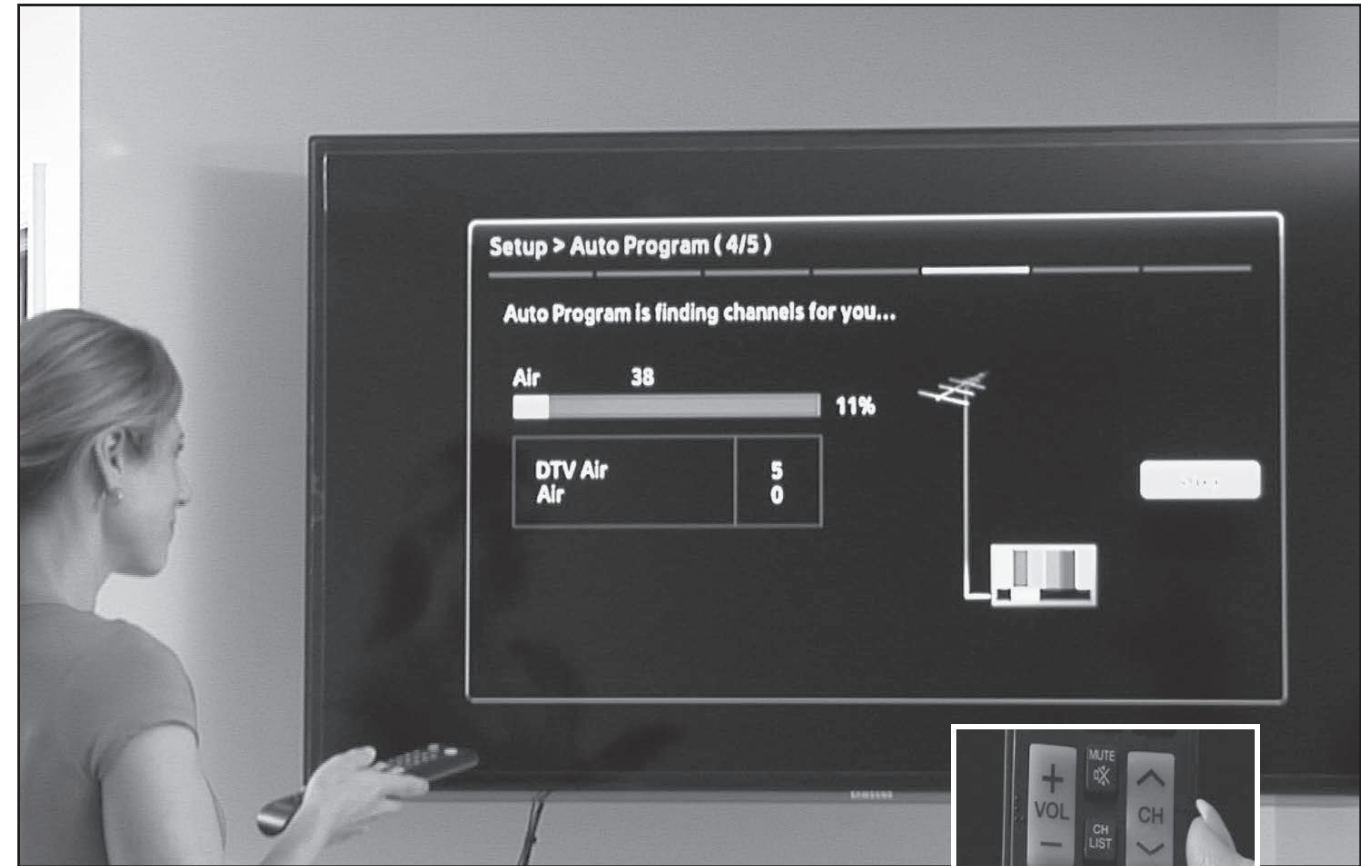 Setup > Auto Program ( 4/5 )
Auto Program is finding channels for you...
Air 38
11%
DTV Air 5
Air 0
SAMSUNG
MUTE
+ VOL -
CH
CH
LIST